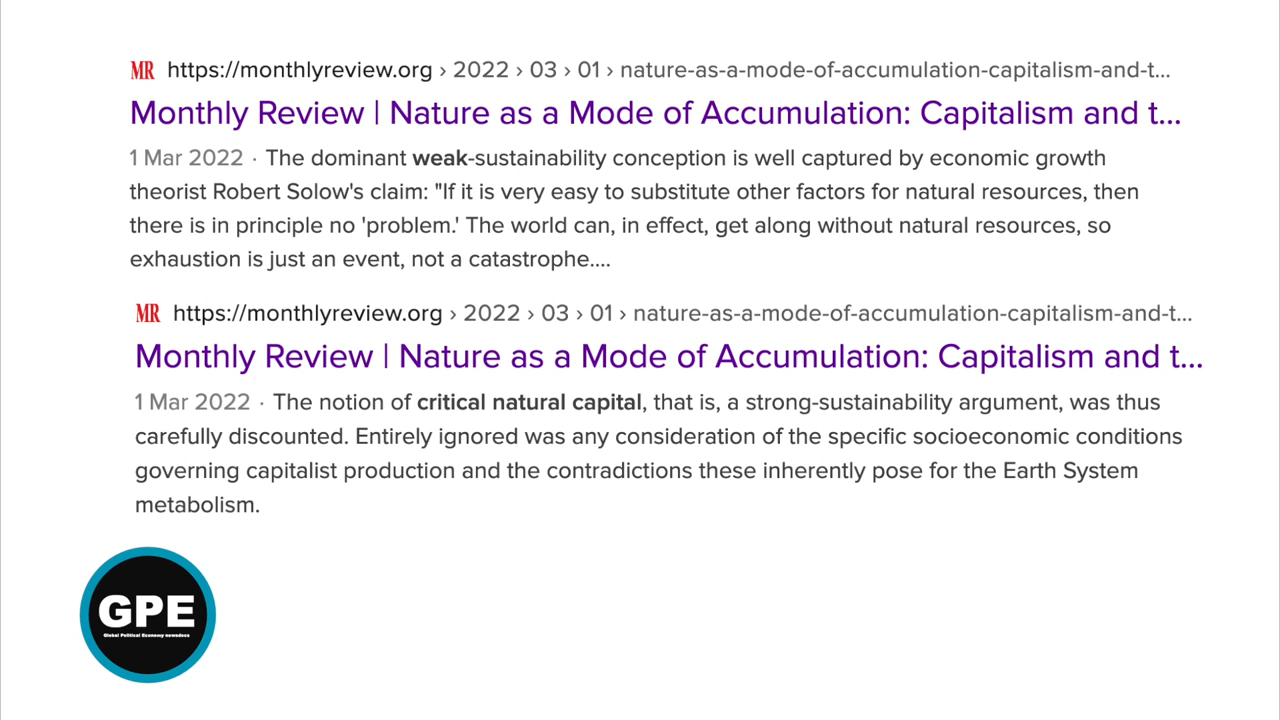 MR https://monthlyreview.org › 2022 › 03 › 01 › nature-as-a-mode-of-accumulation-capitalism-and-t...
Monthly Review | Nature as a Mode of Accumulation: Capitalism and t...
1 Mar 2022 · The dominant weak-sustainability conception is well captured by economic growth
theorist Robert Solow's claim: "If it is very easy to substitute other factors for natural resources, then
there is in principle no 'problem.' The world can, in effect, get along without natural resources, so
exhaustion is just an event, not a catastrophe....
MR https://monthlyreview.org › 2022 › 03 › 01 › nature-as-a-mode-of-accumulation-capitalism-and-t...
Monthly Review | Nature as a Mode of Accumulation: Capitalism and t...
1 Mar 2022 · The notion of critical natural capital, that is, a strong-sustainability argument, was thus
carefully discounted. Entirely ignored was any consideration of the specific socioeconomic conditions
governing capitalist production and the contradictions these inherently pose for the Earth System
metabolism.
GPE
Global Political Economy newsdocs